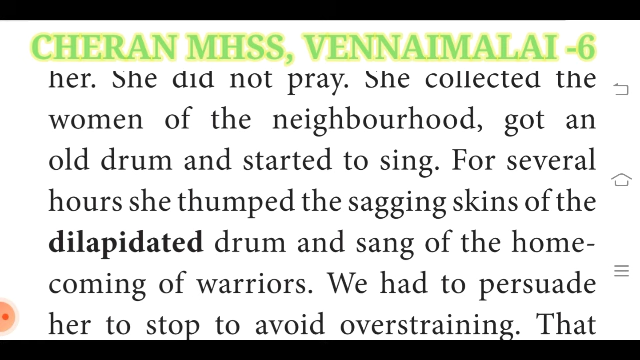 CHERAN MHSS, VENNAIMALAI -6
her. She did not pray. She collected the
women of the neighbourhood, got an
old drum and started to sing. For several
hours she thumped the sagging skins of the
dilapidated drum and sang of the home-
coming of warriors. We had to persuade
her to stop to avoid overstraining. That